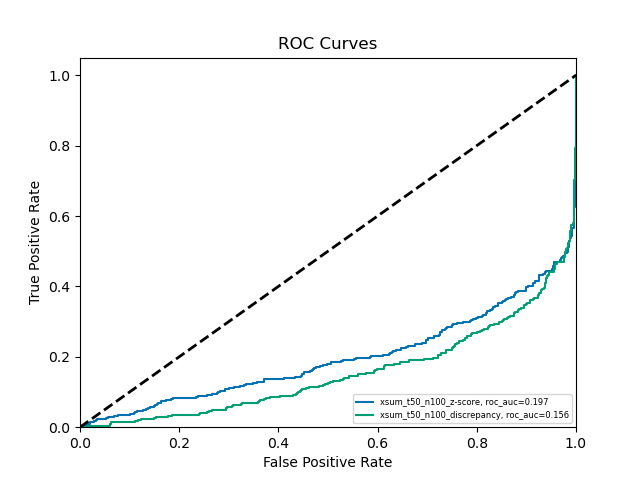 ROC Curves
True Positive Rate
1.0
0.8
0.6
0.4
0.2
0.0
xsum_t50_n100_z-score, roc_auc=0.197
xsum_t50_n100_discrepancy, roc_auc=0.156
0.0 0.2 0.4 0.6 0.8 1.0
False Positive Rate